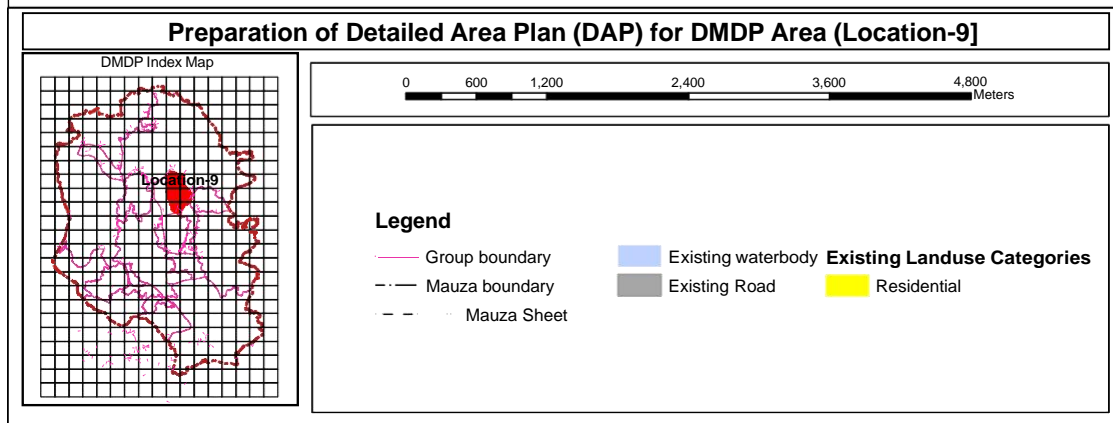 Preparation of Detailed Area Plan (DAP) for DMDP Area (Location-9]
DMDP Index Map
Location-9
0 600 1,200 2,400 3,600 4,800
Meters
Legend
Group boundary
Mauza boundary
Mauza Sheet
Existing waterbody
Existing Road
Existing Landuse Categories
Residential